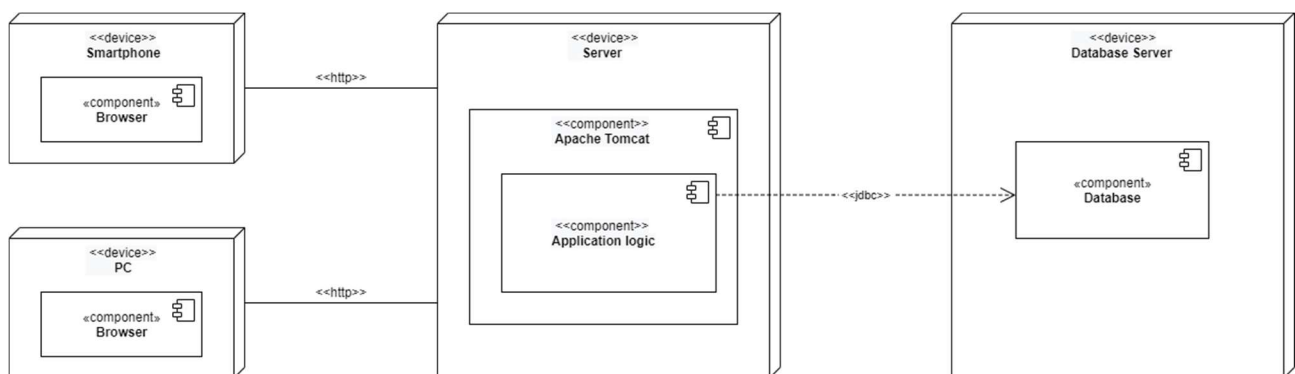 <<device>>
Smartphone
«component»
Browser
<<http>>
<<device>>
PC
«component»
Browser
<<http>>
<<device>>
Server
<<component>>
Apache Tomcat
<<component>>
Application logic
<<jdbc>>
<<device>>
Database Server
«component»
Database